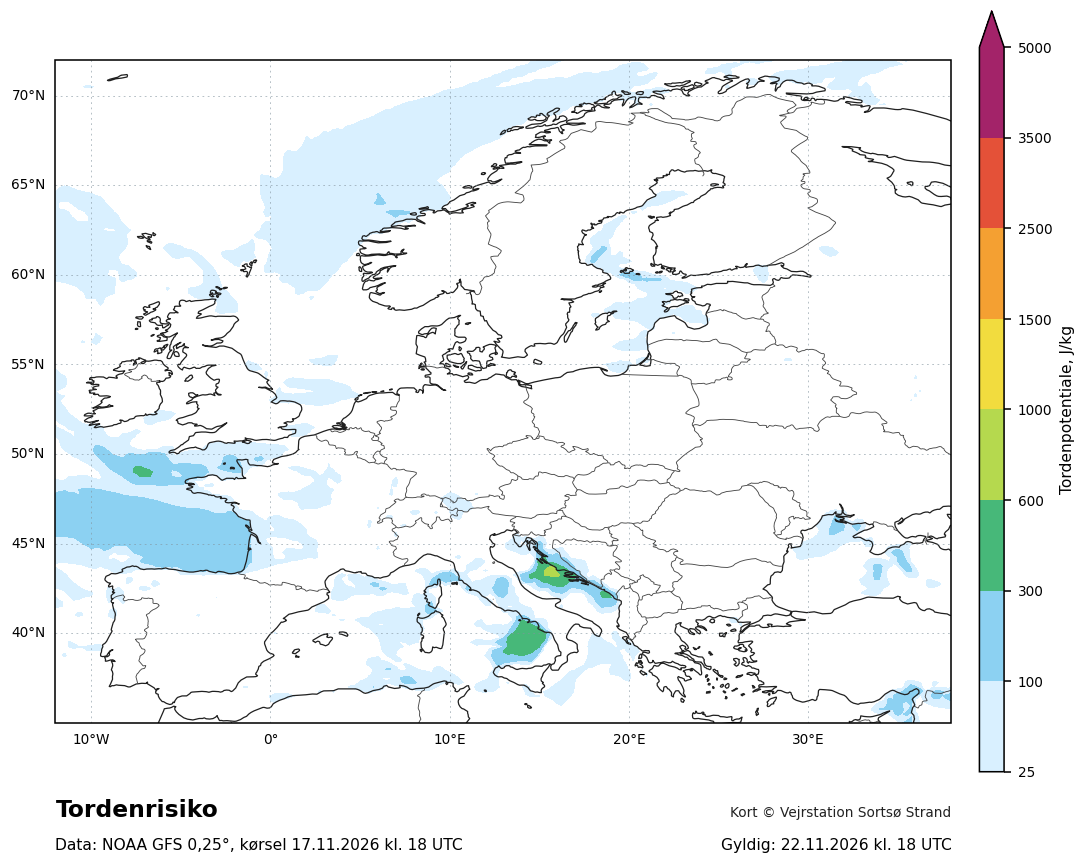 70°N
65°N
60°N
55°N
50°N
45°N
40°N
10°W
0°
10°E
20°E
30°E
5000
3500
2500
1500
1000
600
300
100
25
Tordenpotentiale, J/kg
Tordenrisiko
Kort © Vejrstation Sortsø Strand
Data: NOAA GFS 0,25°, kørsel 17.11.2026 kl. 18 UTC
Gyldig: 22.11.2026 kl. 18 UTC